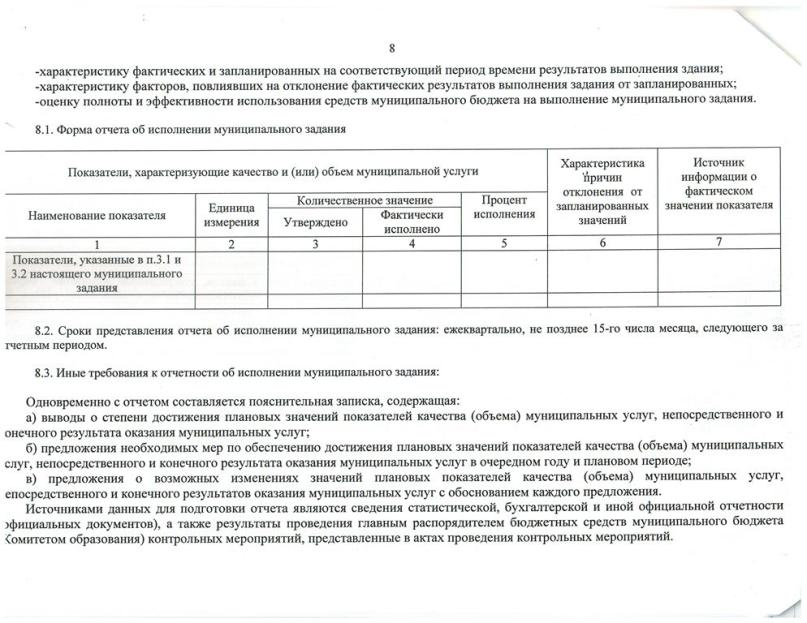 8
-характеристику фактических и запланированных на соответствующий период времени результатов выполнения здания;
-характеристику факторов, повлиявших на отклонение фактических результатов выполнения задания от запланированных;
-оценку полноты и эффективности использования средств муниципального бюджета на выполнение муниципального задания.
8.1. Форма отчета об исполнении муниципального задания
Показатели, характеризующие качество и (или) объем муниципальной услуги
Характеристика причин отклонения от запланированных значений
Источник информации о фактическом значении показателя
Наименование показателя
Единица измерения
Количественное значение
Процент исполнения
Утверждено
Фактически исполнено
1 2 3 4 5 6 7
Показатели, указанные в п.3.1 и
3.2 настоящего муниципального
задания
8.2. Сроки представления отчета об исполнении муниципального задания: ежеквартально, не позднее 15-го числа месяца, следующего за
тчетным периодом.
8.3. Иные требования к отчетности об исполнении муниципального задания:
Одновременно с отчетом составляется пояснительная записка, содержащая:
а) выводы о степени достижения плановых значений показателей качества (объема) муниципальных услуг, непосредственного и
онечного результата оказания муниципальных услуг;
б) предложения необходимых мер по обеспечению достижения плановых значений показателей качества (объема) муниципальных
слуг, непосредственного и конечного результата оказания муниципальных услуг в очередном году и плановом периоде;
в) предложения о возможных изменениях значений плановых показателей качества (объема) муниципальных услуг,
епосредственного и конечного результатов оказания муниципальных услуг с обоснованием каждого предложения.
Источниками данных для подготовки отчета являются сведения статистической, бухгалтерской и иной официальной отчетности
официальных документов), а также результаты проведения главным распорядителем бюджетных средств муниципального бюджета
Комитетом образования) контрольных мероприятий, представленные в актах проведения контрольных мероприятий.